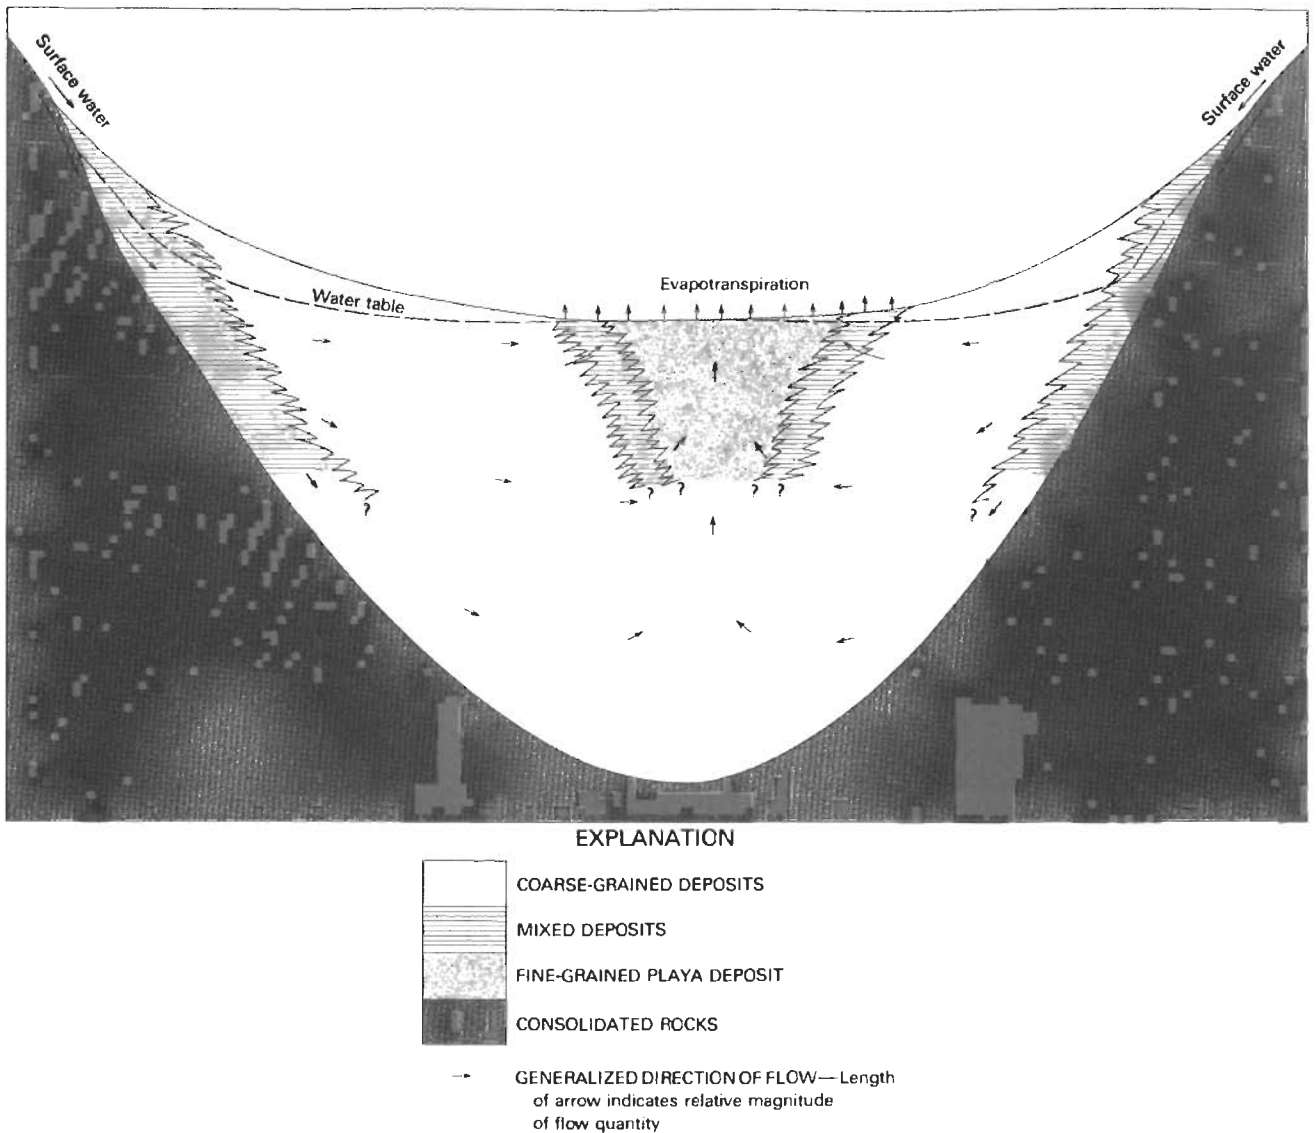 Surface water
Surface water
Evapotranspiration
Water table
? ? ? ?
? ?
EXPLANATION
COARSE-GRAINED DEPOSITS
MIXED DEPOSITS
FINE-GRAINED PLAYA DEPOSIT
CONSOLIDATED ROCKS
GENERALIZED DIRECTION OF FLOW—Length
of arrow indicates relative magnitude
of flow quantity